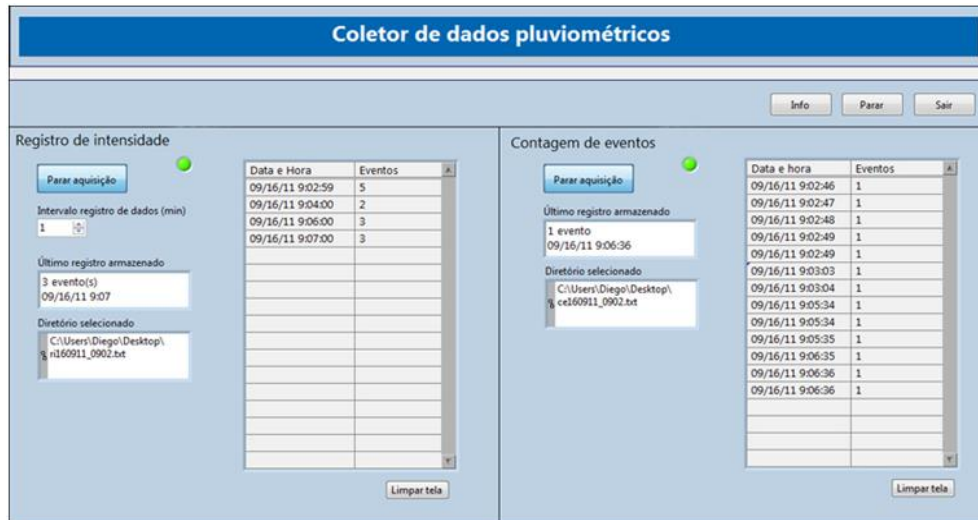 Coletor de dados pluviométricos
Info
Parar
Sair
Registro de intensidade
Parar aquisição
Intervalo registro de dados (min)
1
Último registro armazenado
3 evento(s)
09/16/11 9:07
Diretório selecionado
C:\Users\Diego\Desktop\
ri160911_0902.txt
Data e Hora Eventos
09/16/11 9:02:59 5
09/16/11 9:04:00 2
09/16/11 9:06:00 3
09/16/11 9:07:00 3
Limpar tela
Contagem de eventos
Parar aquisição
Último registro armazenado
1 evento
09/16/11 9:06:36
Diretório selecionado
C:\Users\Diego\Desktop\
ce160911_0902.txt
Data e hora Eventos
09/16/11 9:02:46 1
09/16/11 9:02:47 1
09/16/11 9:02:48 1
09/16/11 9:02:49 1
09/16/11 9:02:49 1
09/16/11 9:03:03 1
09/16/11 9:03:04 1
09/16/11 9:05:34 1
09/16/11 9:05:34 1
09/16/11 9:05:35 1
09/16/11 9:06:35 1
09/16/11 9:06:36 1
09/16/11 9:06:36 1
Limpar tela